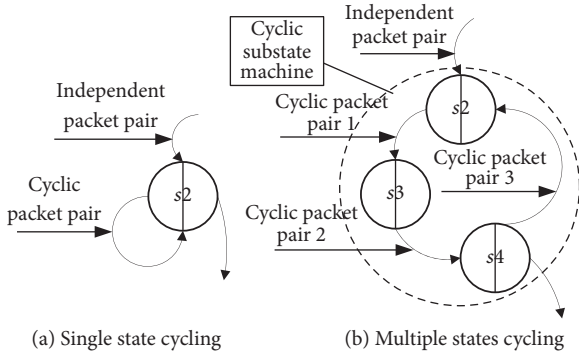 Independent
packet pair
Cyclic
packet pair
s2
(a) Single state cycling
Cyclic
substate
machine
Independent
packet pair
Cyclic packet
pair 1
s2
Cyclic packet
pair 3
s3
Cyclic packet
pair 2
s4
(b) Multiple states cycling